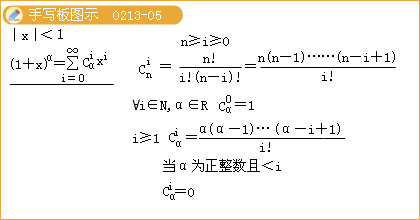 手写板图示 0213-05
|x|<1
(1+x)^α=∑_{i=0}^{∞}C_α^i x^i
n≥i≥0
C_n^i = n!/i!(n-i)! = n(n-1)……(n-i+1)/i!
∀i∈N,α∈R C_α^0=1
i≥1 C_α^i=α(α-1)…(α-i+1)/i!
当α为正整数且<i
C_α^i=0